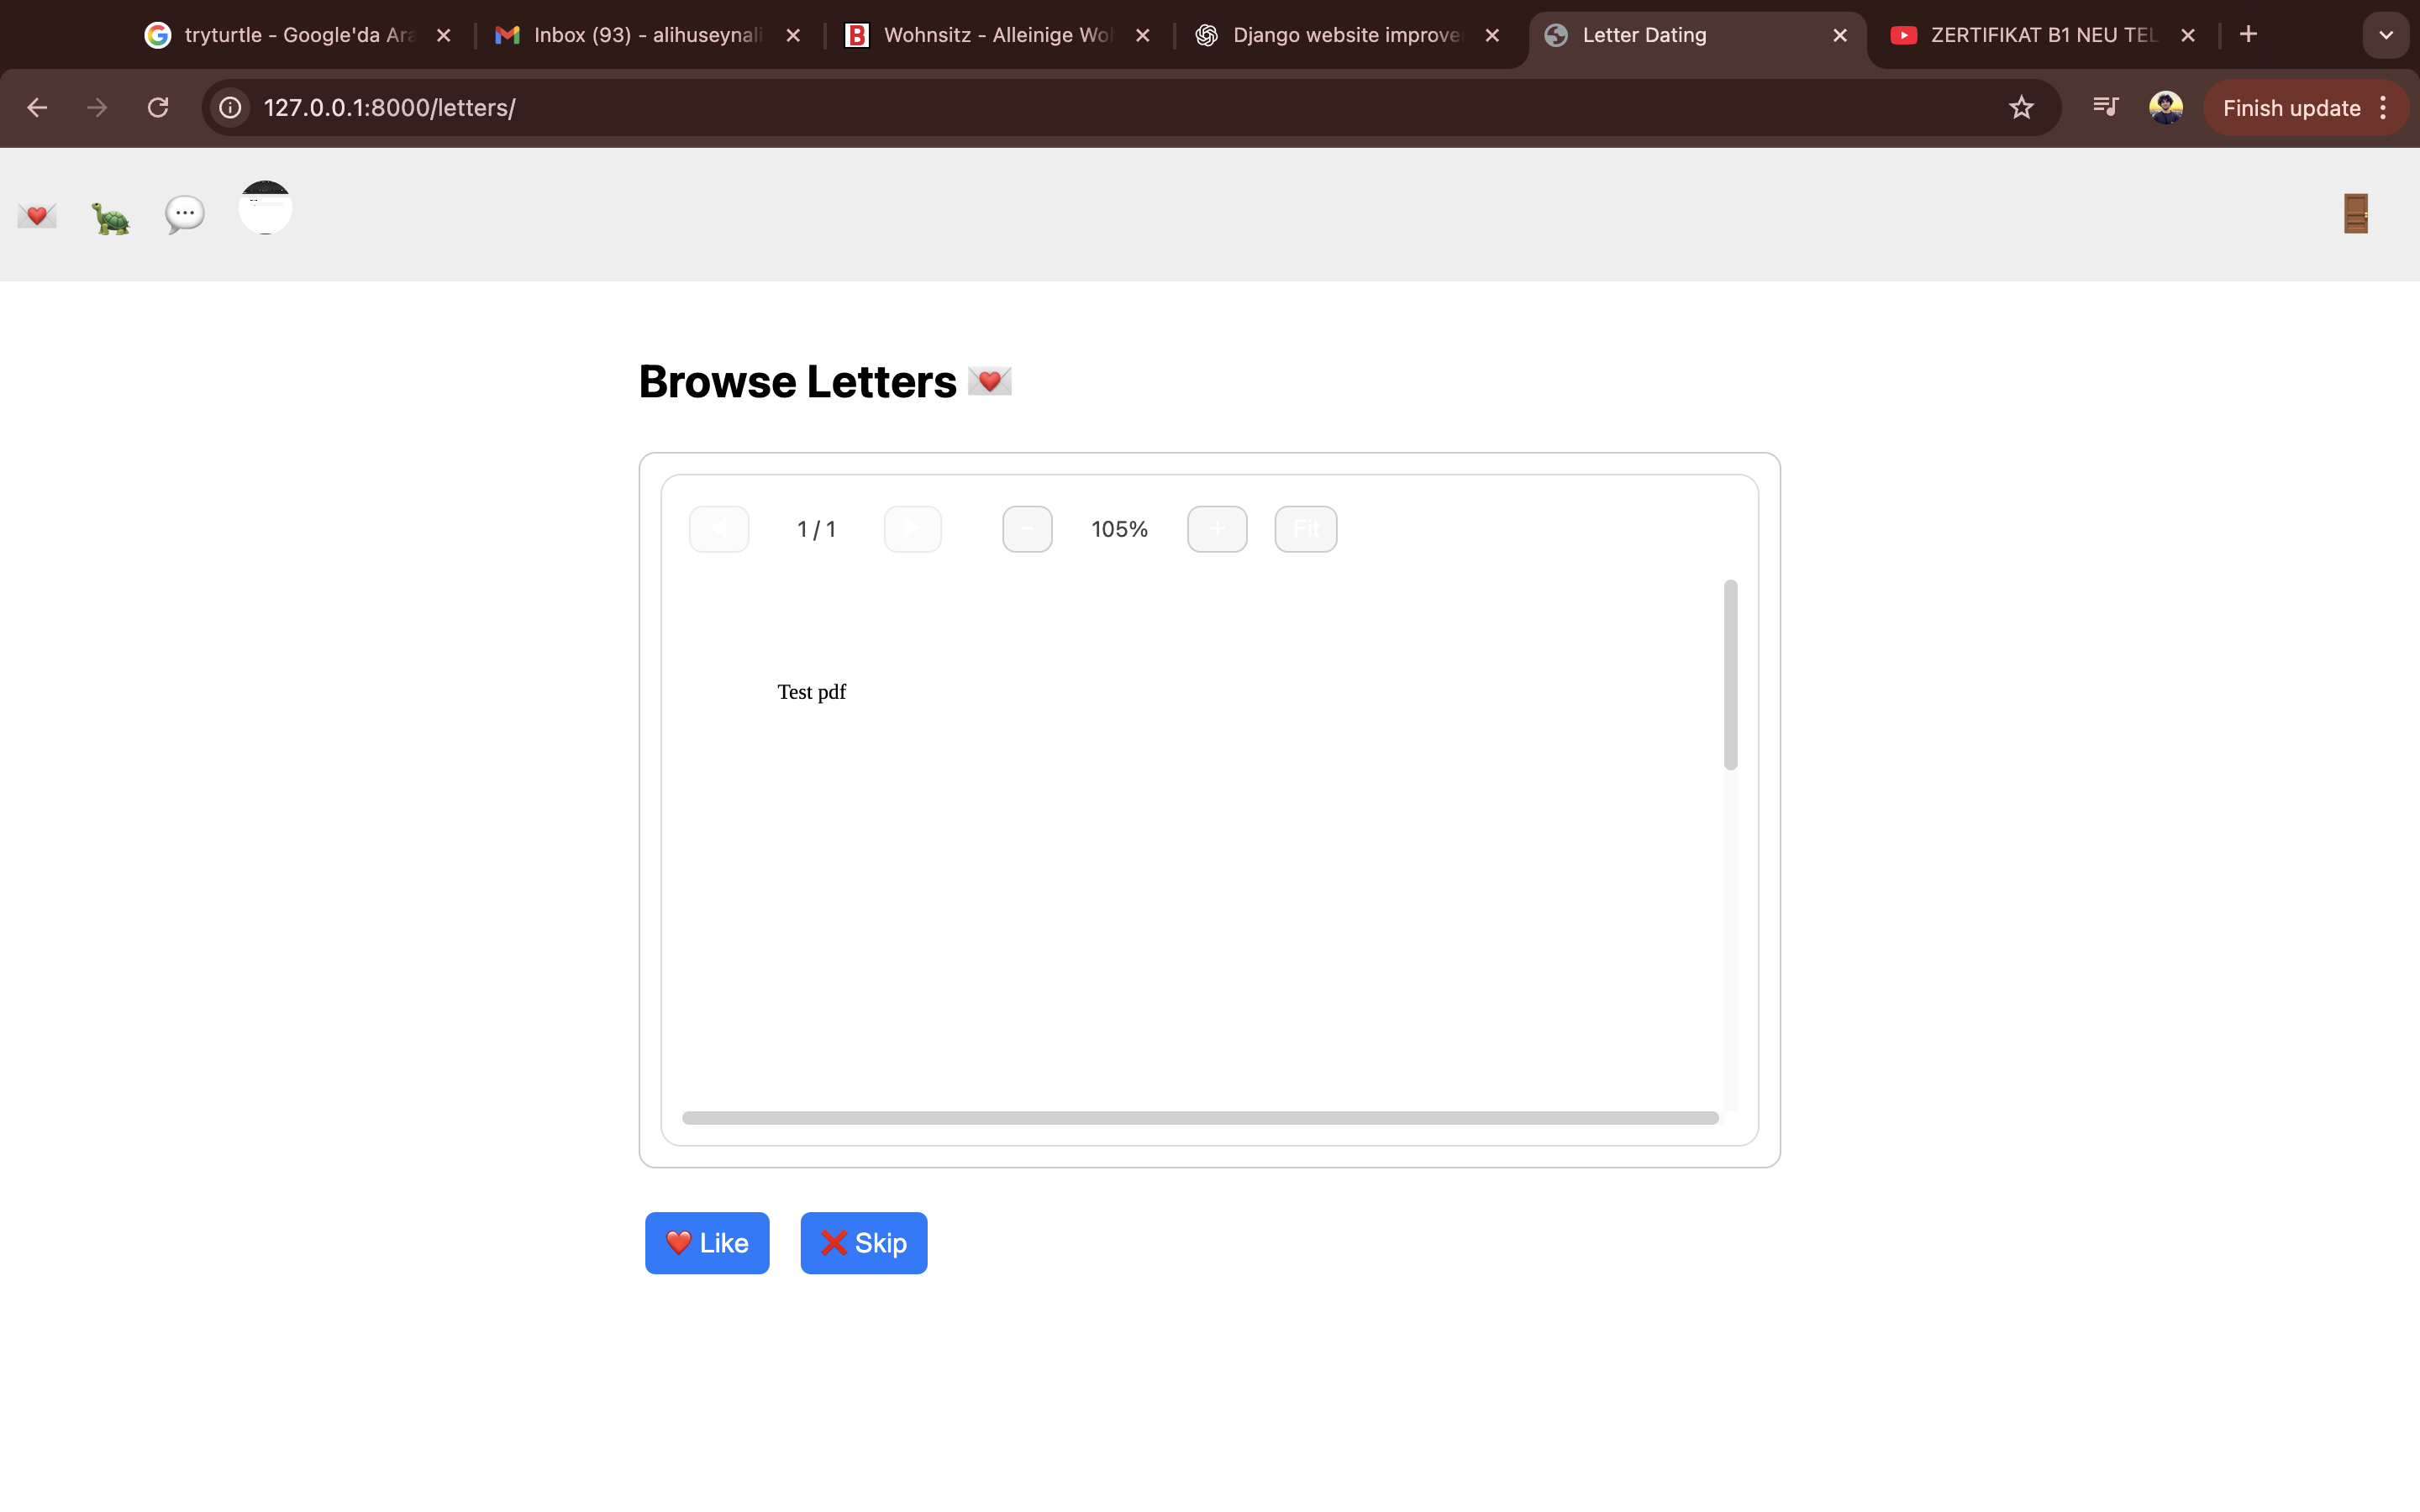 tryturtle - Google'da Ara
Inbox (93) - alihuseynali
B Wohnsitz - Alleinige Wo
Django website improve
Letter Dating
ZERTIFIKAT B1 NEU TEL
127.0.0.1:8000/letters/
Finish update
Browse Letters 💌
1 / 1 - 105% + Fit
Test pdf
❤️ Like ❌ Skip